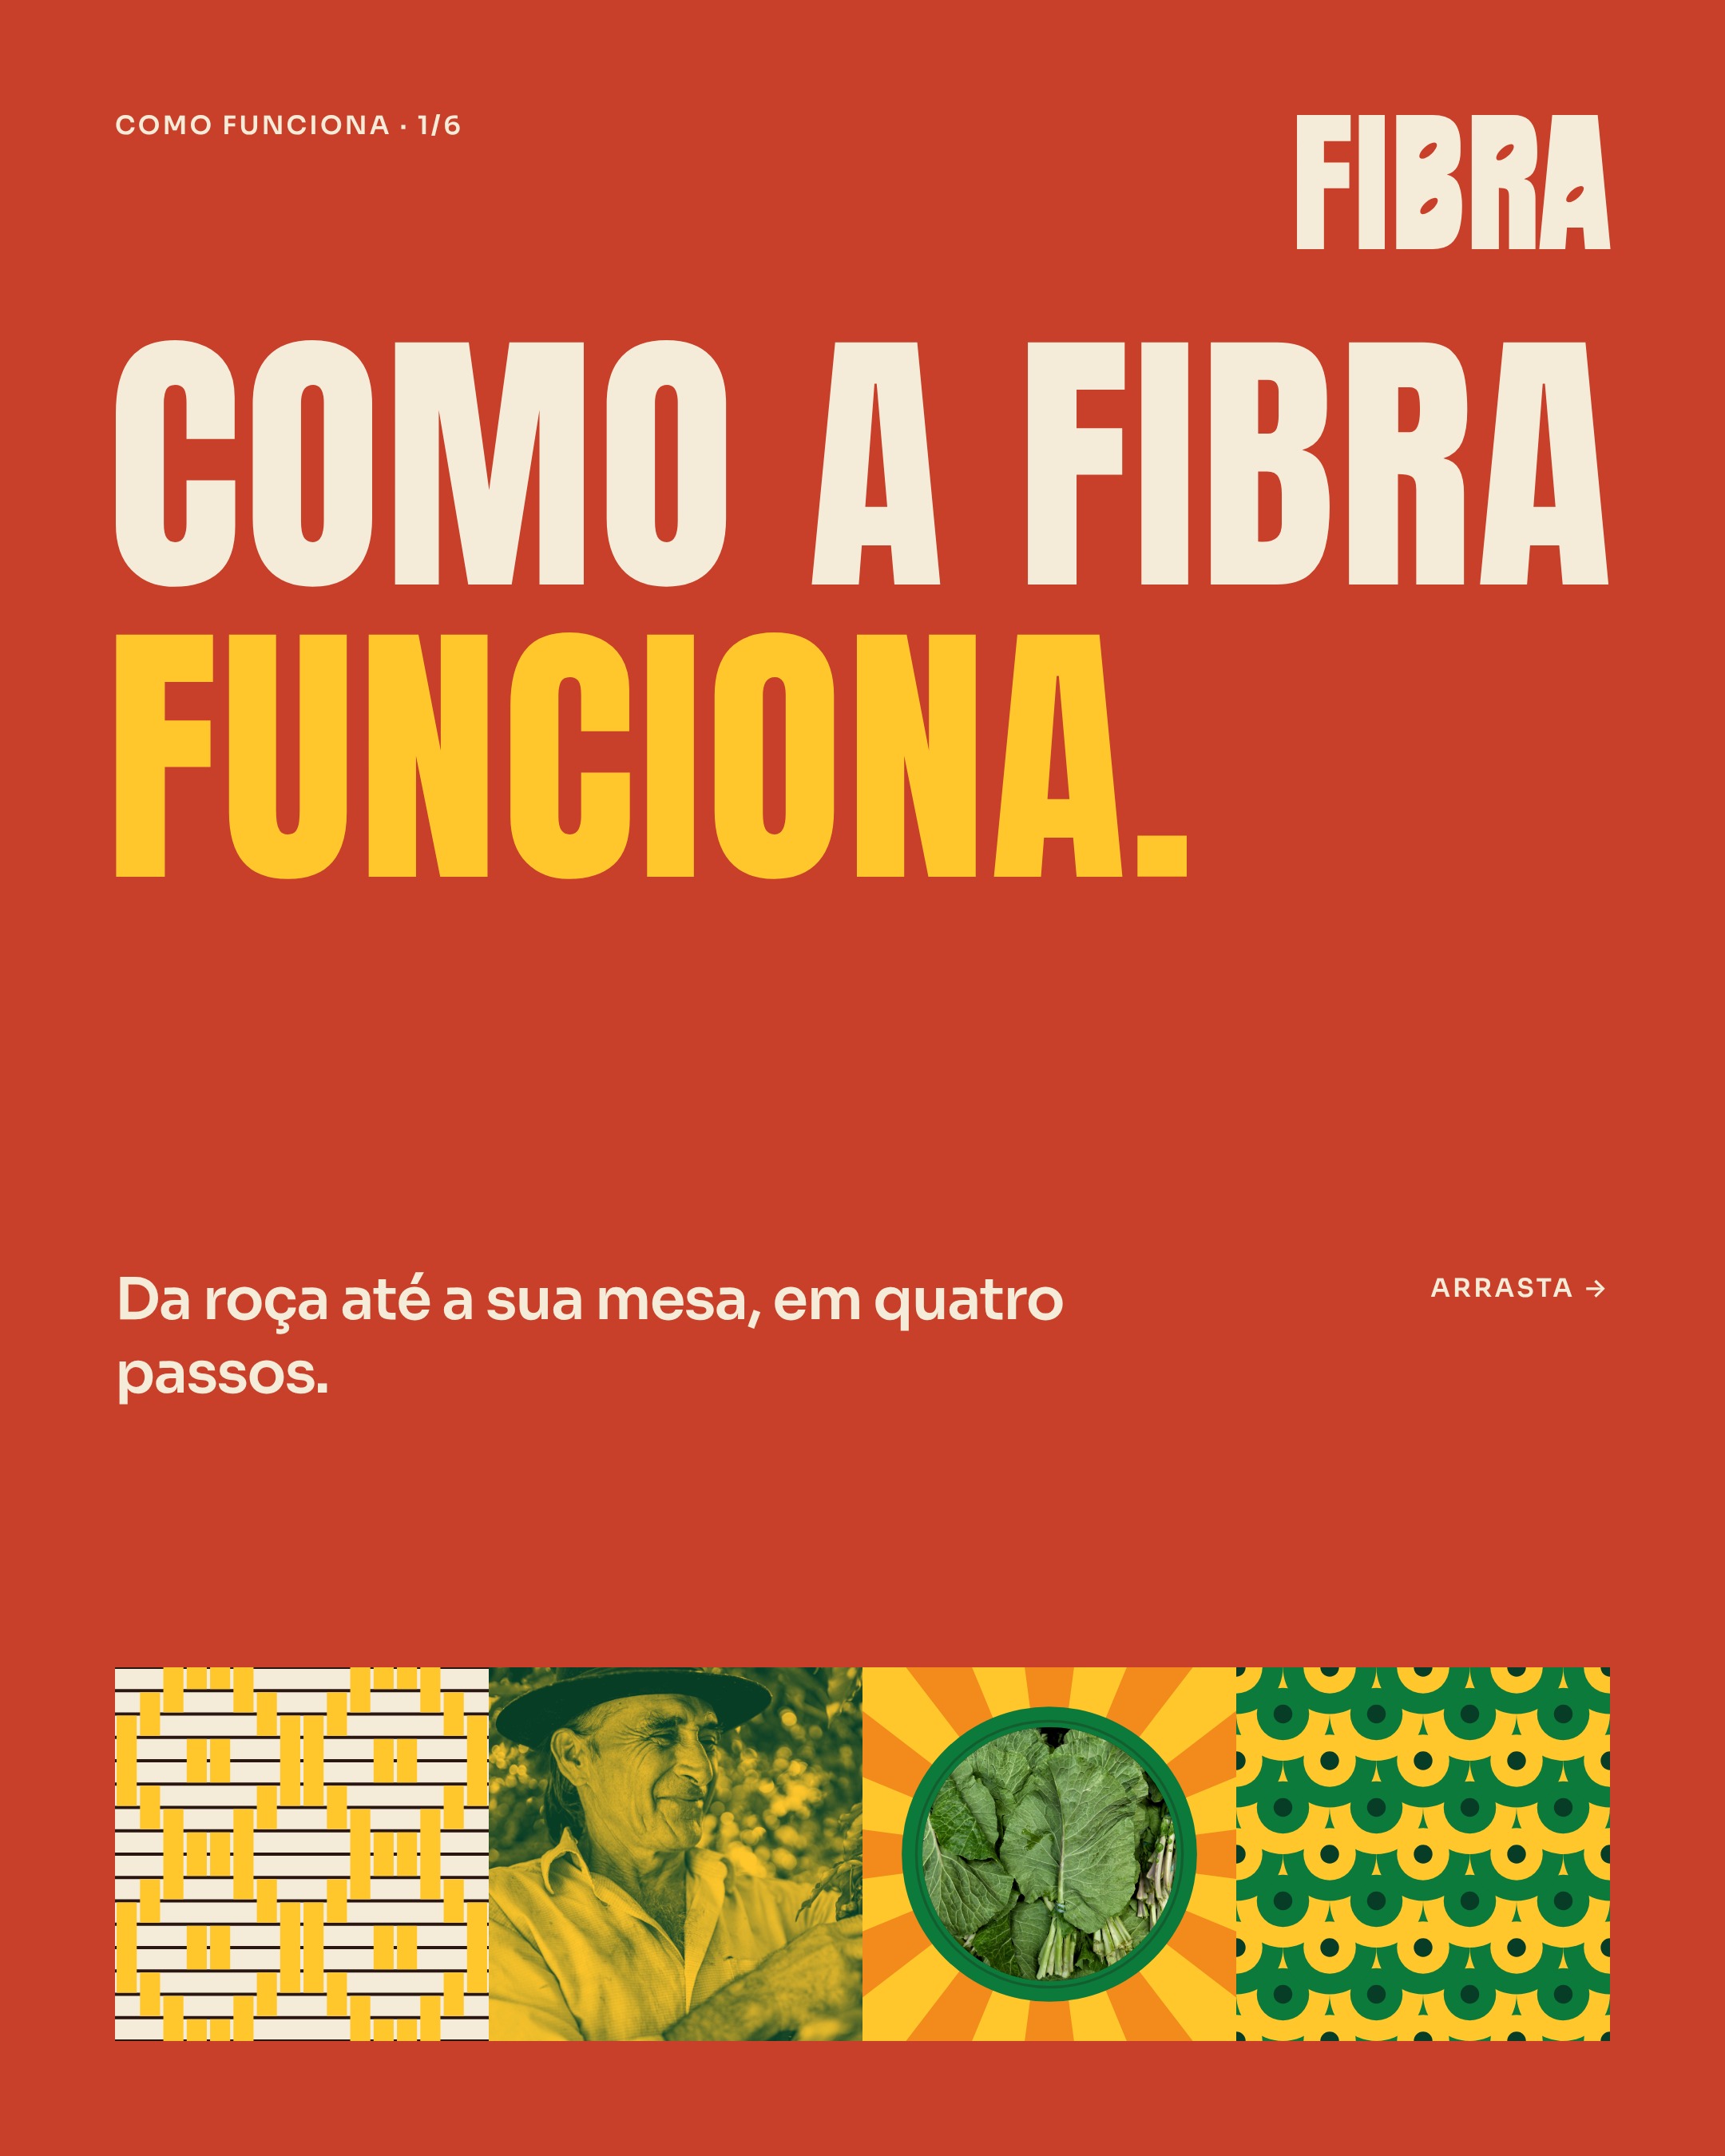 COMO FUNCIONA · 1/6
FIBRA
COMO A FIBRA
FUNCIONA.
Da roça até a sua mesa, em quatro
passos.
ARRASTA →